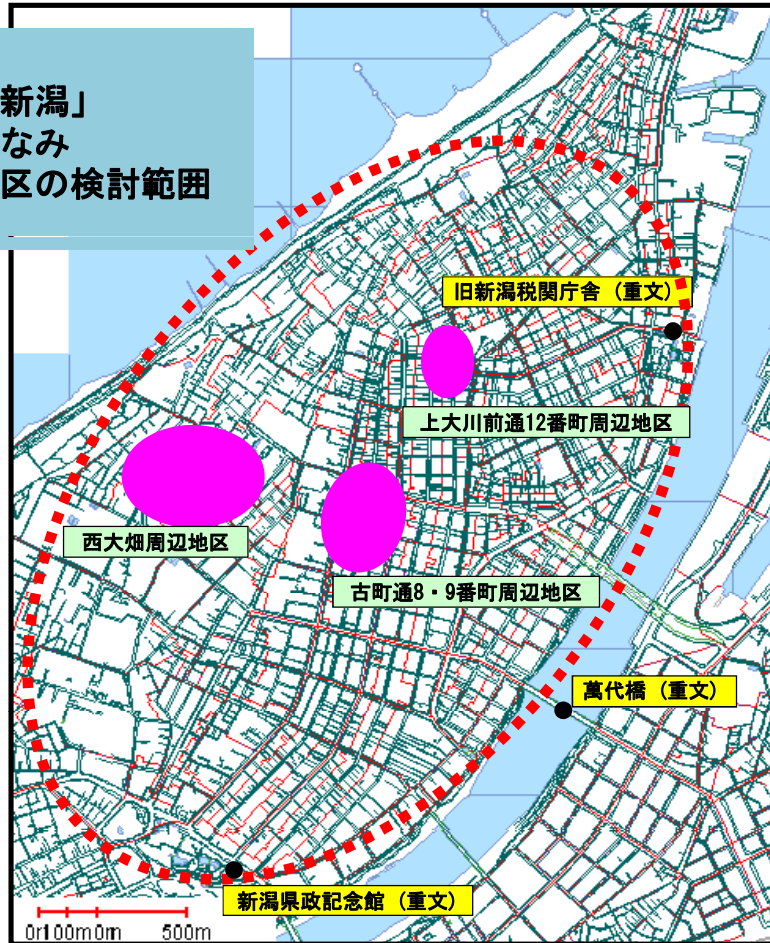 新潟」
なみ
区の検討範囲
旧新潟税関庁舎（重文）
上大川前通12番町周辺地区
西大畑周辺地区
古町通8・9番町周辺地区
萬代橋（重文）
新潟県政記念館（重文）
0r100m0m 500m